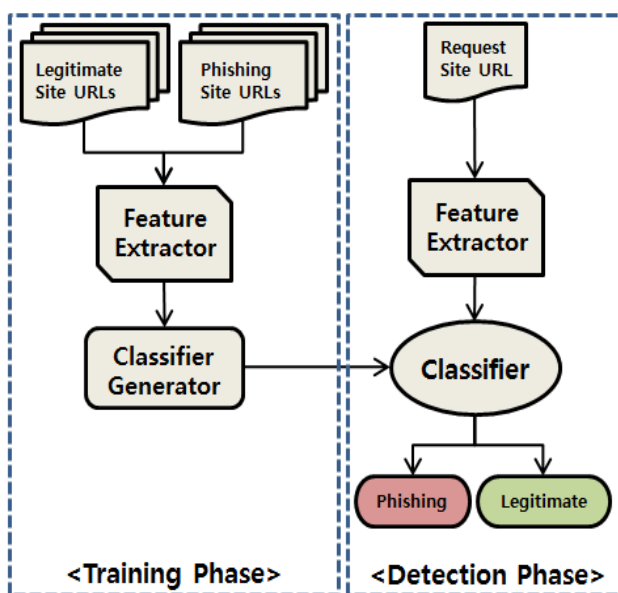 Legitimate
Site URLs
Phishing
Site URLs
Feature
Extractor
Classifier
Generator
<Training Phase>
Request
Site URL
Feature
Extractor
Classifier
Phishing
Legitimate
<Detection Phase>